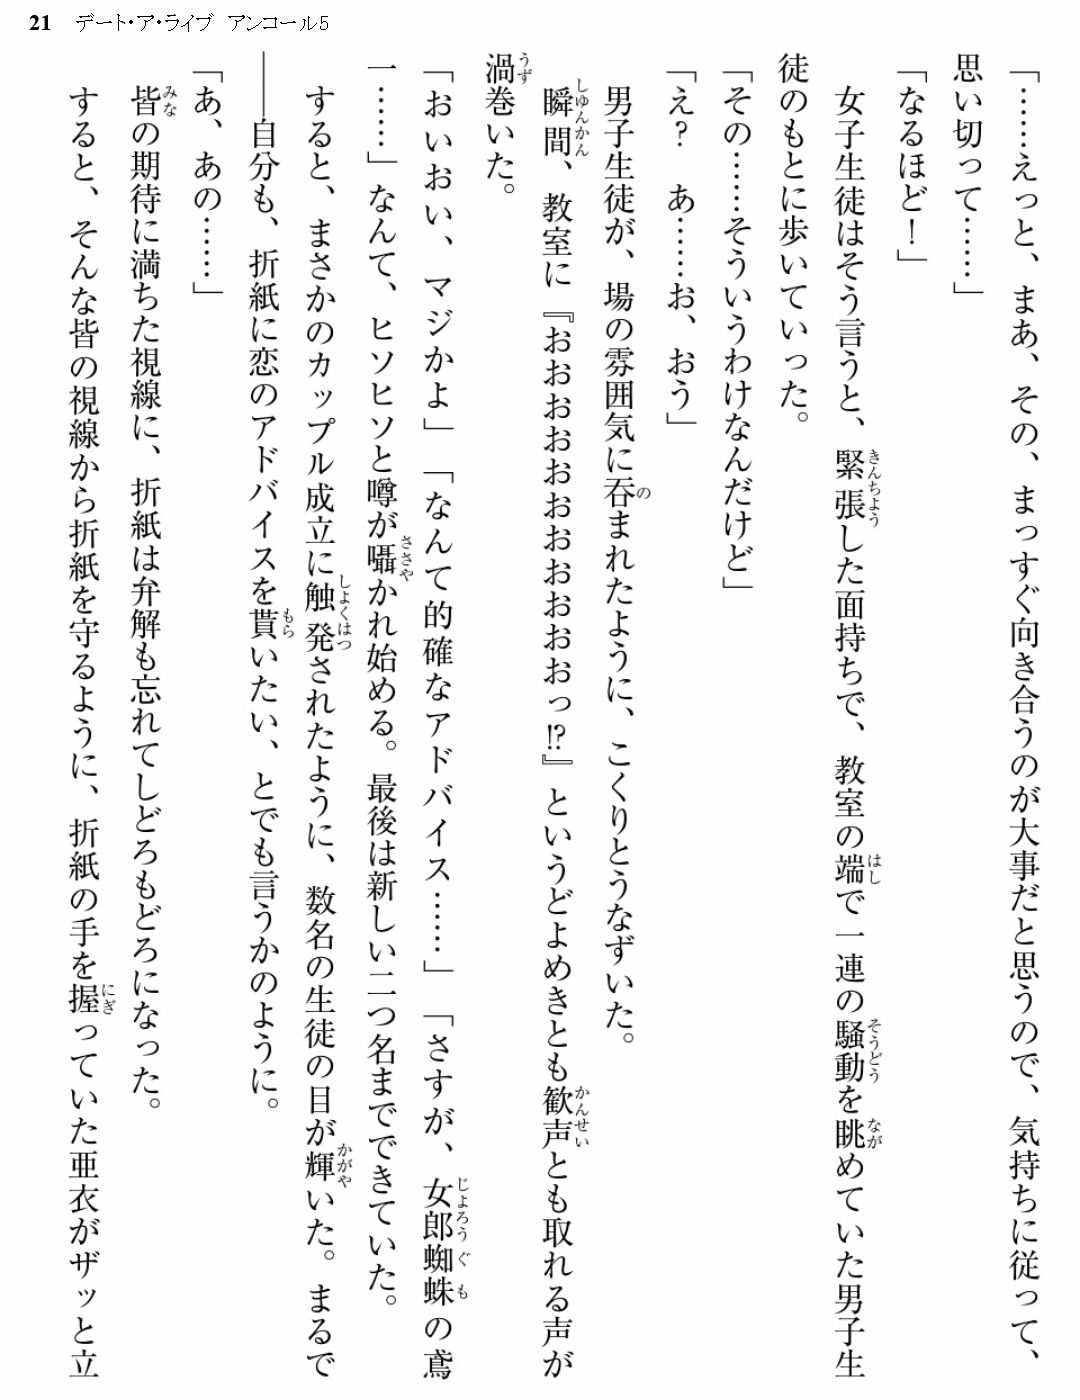 21 デート・ア・ライブ アンコール5
「……えっと、まあ、その、まっすぐ向き合うのが大事だと思うので、気持ちに従って、
思い切って……」
「なるほど！」
女子生徒はそう言うと、緊張した面持ちで、教室の端で一連の騒動を眺めていた男子生
徒のもとに歩いていった。
「その……そういうわけなんだけど」
「え？　あ……お、おう」
男子生徒が、場の雰囲気に呑まれたように、こくりとうなずいた。
瞬間、教室に『おおおおおおおおおおおっ!?』というどよめきとも歓声とも取れる声が
渦巻いた。
「おいおい、マジかよ」「なんて的確なアドバイス……」「さすが、女郎蜘蛛の鳶
一……」なんて、ヒソヒソと噂が囁かれ始める。最後は新しい二つ名までできていた。
すると、まさかのカップル成立に触発されたように、数名の生徒の目が輝いた。まるで
――自分も、折紙に恋のアドバイスを貰いたい、とでも言うかのように。
「あ、あの……」
皆の期待に満ちた視線に、折紙は弁解も忘れてしどろもどろになった。
すると、そんな皆の視線から折紙を守るように、折紙の手を握っていた亜衣がザッと立